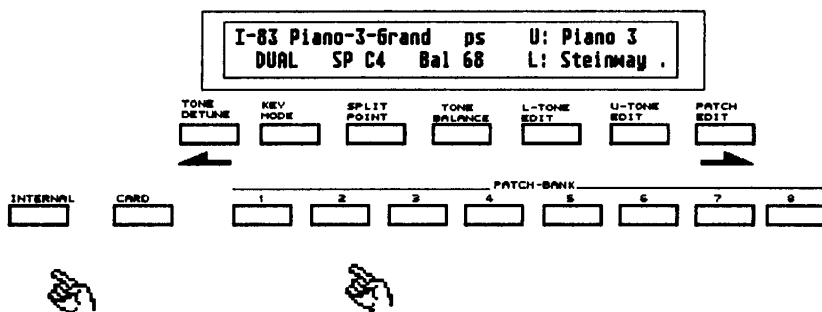 I-83 Piano-3-Grand ps U: Piano 3
DUAL SP C4 Bal 68 L: Steinway .
TONE DETUNE KEY MODE SPLIT POINT TONE BALANCE L-TONE EDIT U-TONE EDIT PATCH EDIT
PATCH-BANK
INTERNAL CARD 1 2 3 4 5 6 7 8